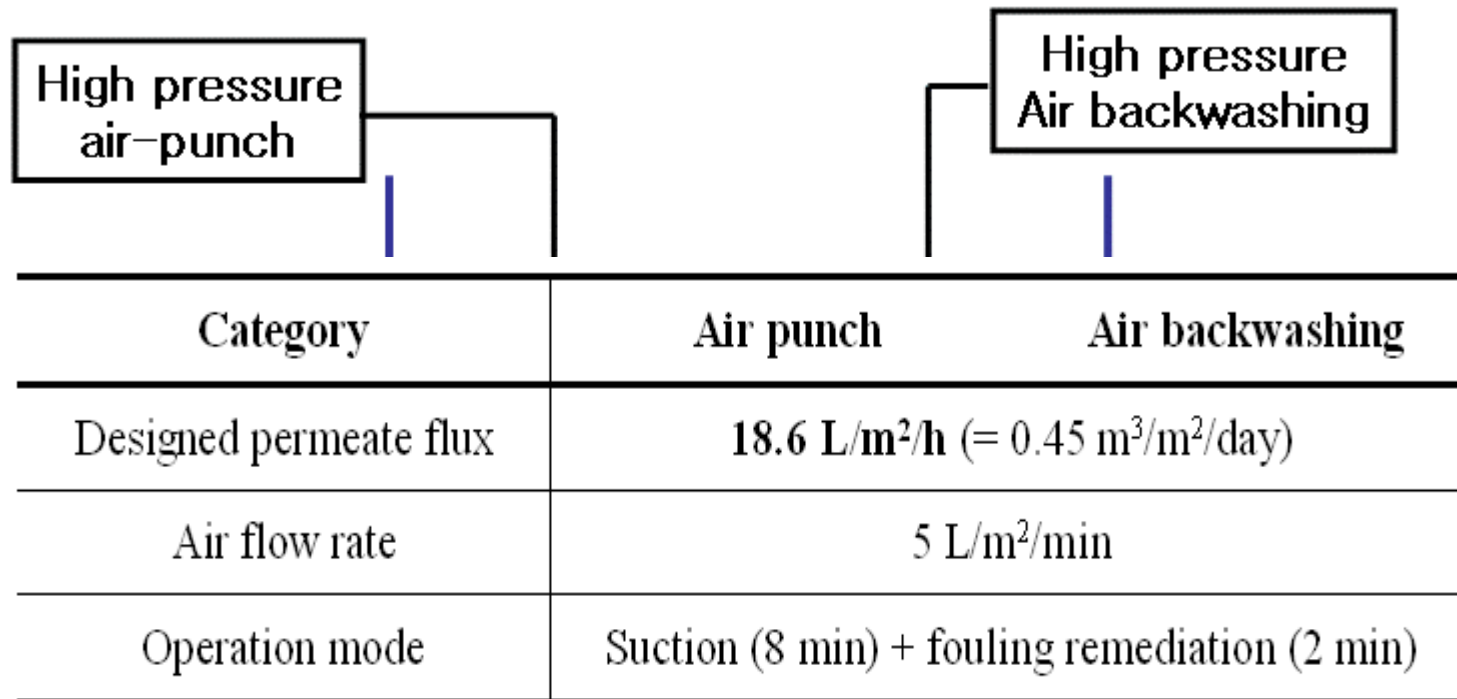 High pressure
air-punch
High pressure
Air backwashing
Category Air punch Air backwashing
Designed permeate flux 18.6 L/m²/h (= 0.45 m³/m²/day)
Air flow rate 5 L/m²/min
Operation mode Suction (8 min) + fouling remediation (2 min)